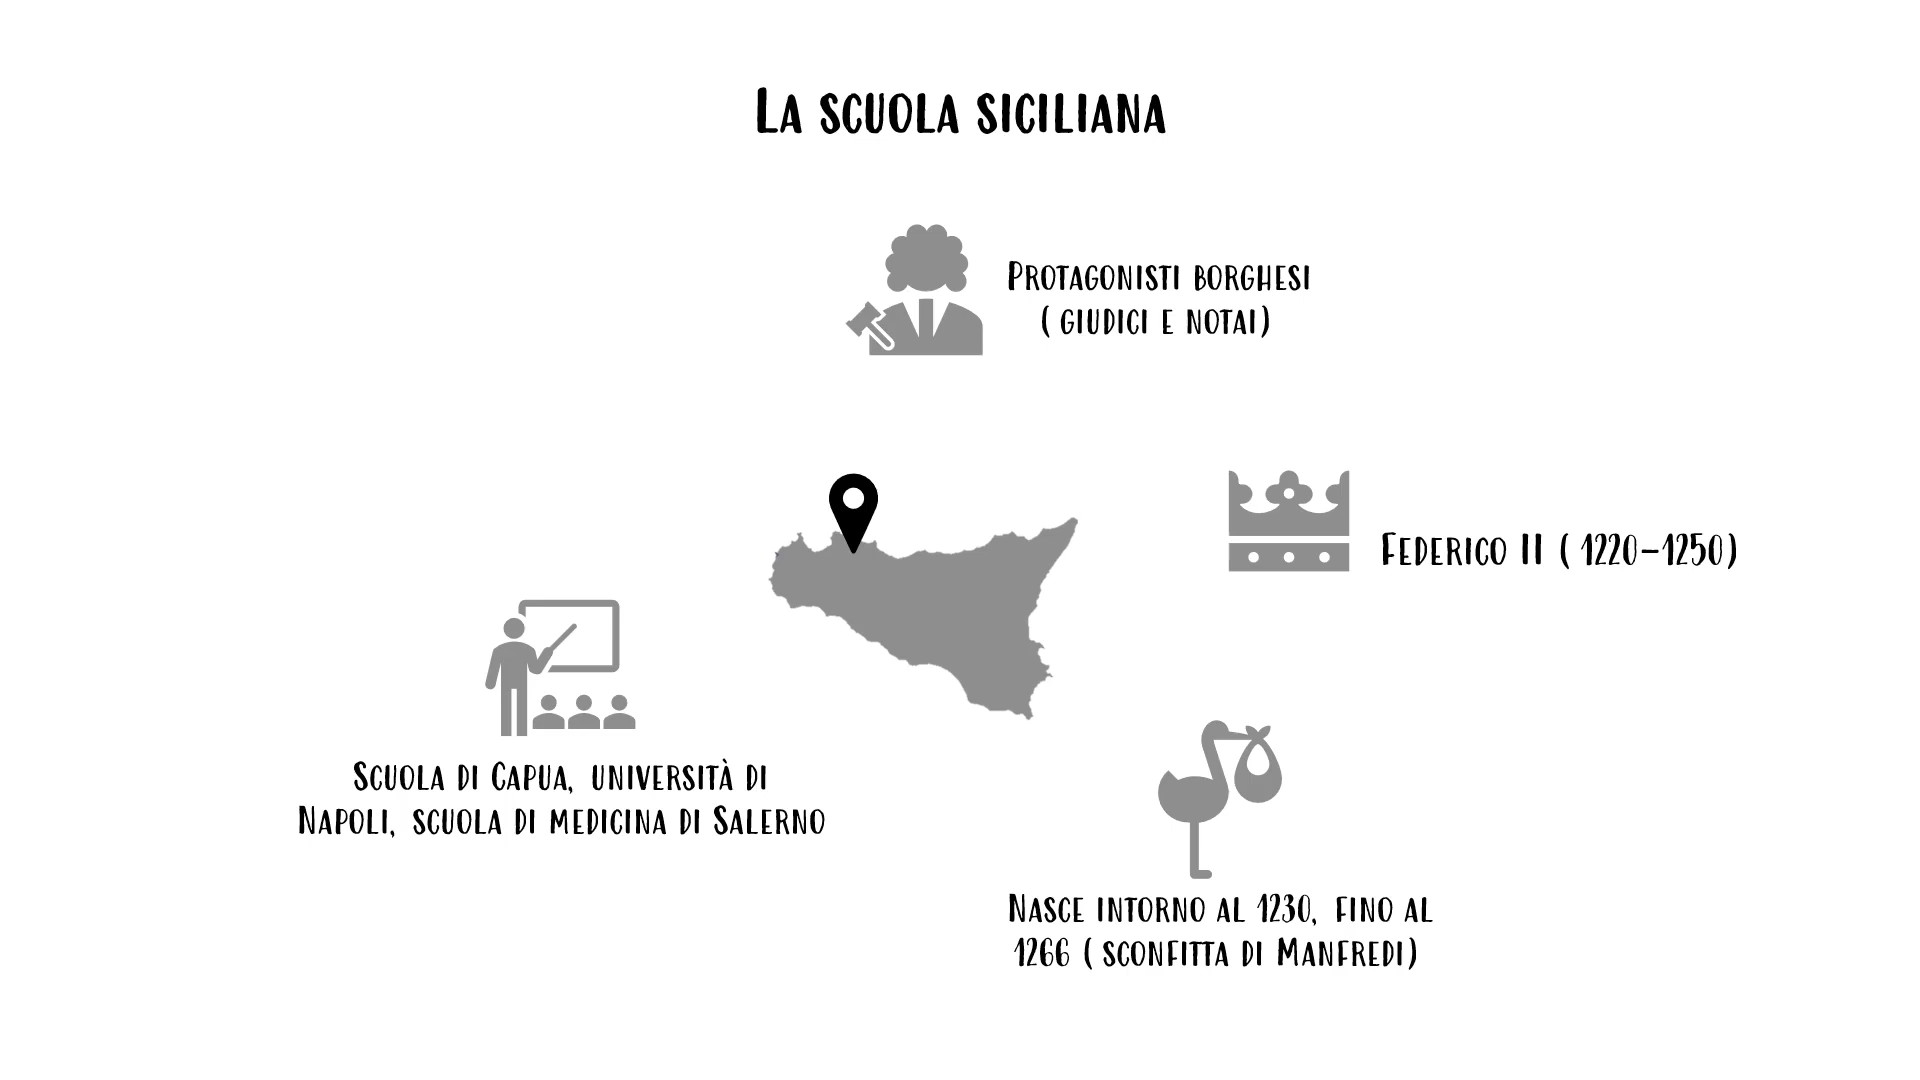 La scuola siciliana
Protagonisti borghesi
(giudici e notai)
Federico II (1220-1250)
Scuola di Capua, università di
Napoli, scuola di medicina di Salerno
Nasce intorno al 1230, fino al
1266 (sconfitta di Manfredi)